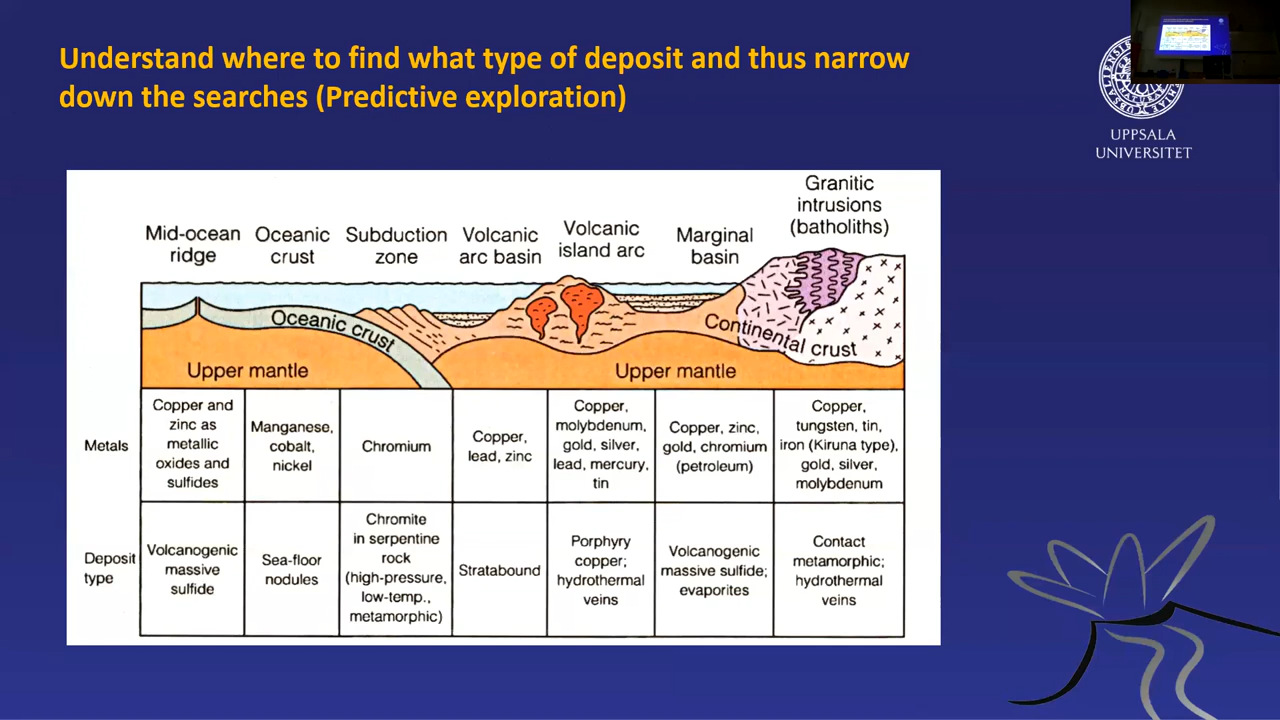 Understand where to find what type of deposit and thus narrow
down the searches (Predictive exploration)
UPPSALA
UNIVERSITET
Mid-ocean
ridge
Oceanic
crust
Subduction
zone
Volcanic
arc basin
Volcanic
island arc
Marginal
basin
Granitic
intrusions
(batholiths)
Oceanic crust
Continental crust
Upper mantle
Upper mantle
Metals
Copper and
zinc as
metallic
oxides and
sulfides
Manganese,
cobalt,
nickel
Chromium
Copper,
lead, zinc
Copper,
molybdenum,
gold, silver,
lead, mercury,
tin
Copper, zinc,
gold, chromium
(petroleum)
Copper,
tungsten, tin,
iron (Kiruna type),
gold, silver,
molybdenum
Deposit
type
Volcanogenic
massive
sulfide
Sea-floor
nodules
Chromite
in serpentine
rock
(high-pressure,
low-temp.,
metamorphic)
Stratabound
Porphyry
copper;
hydrothermal
veins
Volcanogenic
massive sulfide;
evaporites
Contact
metamorphic;
hydrothermal
veins